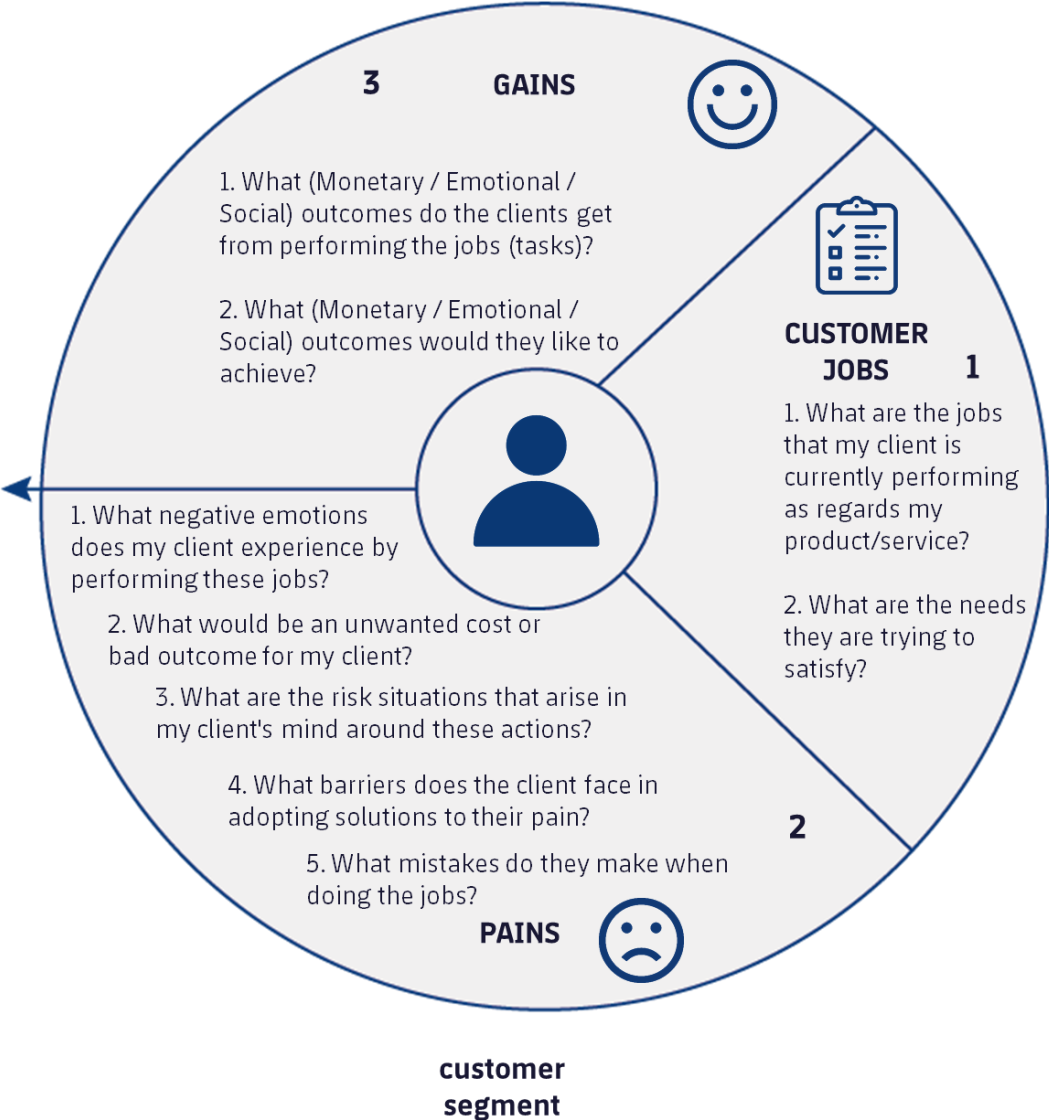 3 GAINS
1. What (Monetary / Emotional /
Social) outcomes do the clients get
from performing the jobs (tasks)?
2. What (Monetary / Emotional /
Social) outcomes would they like to
achieve?
CUSTOMER
JOBS 1
1. What are the jobs
that my client is
currently performing
as regards my
product/service?
2. What are the needs
they are trying to
satisfy?
1. What negative emotions
does my client experience by
performing these jobs?
2. What would be an unwanted cost or
bad outcome for my client?
3. What are the risk situations that arise in
my client's mind around these actions?
4. What barriers does the client face in
adopting solutions to their pain?
2
5. What mistakes do they make when
doing the jobs?
PAINS
customer
segment